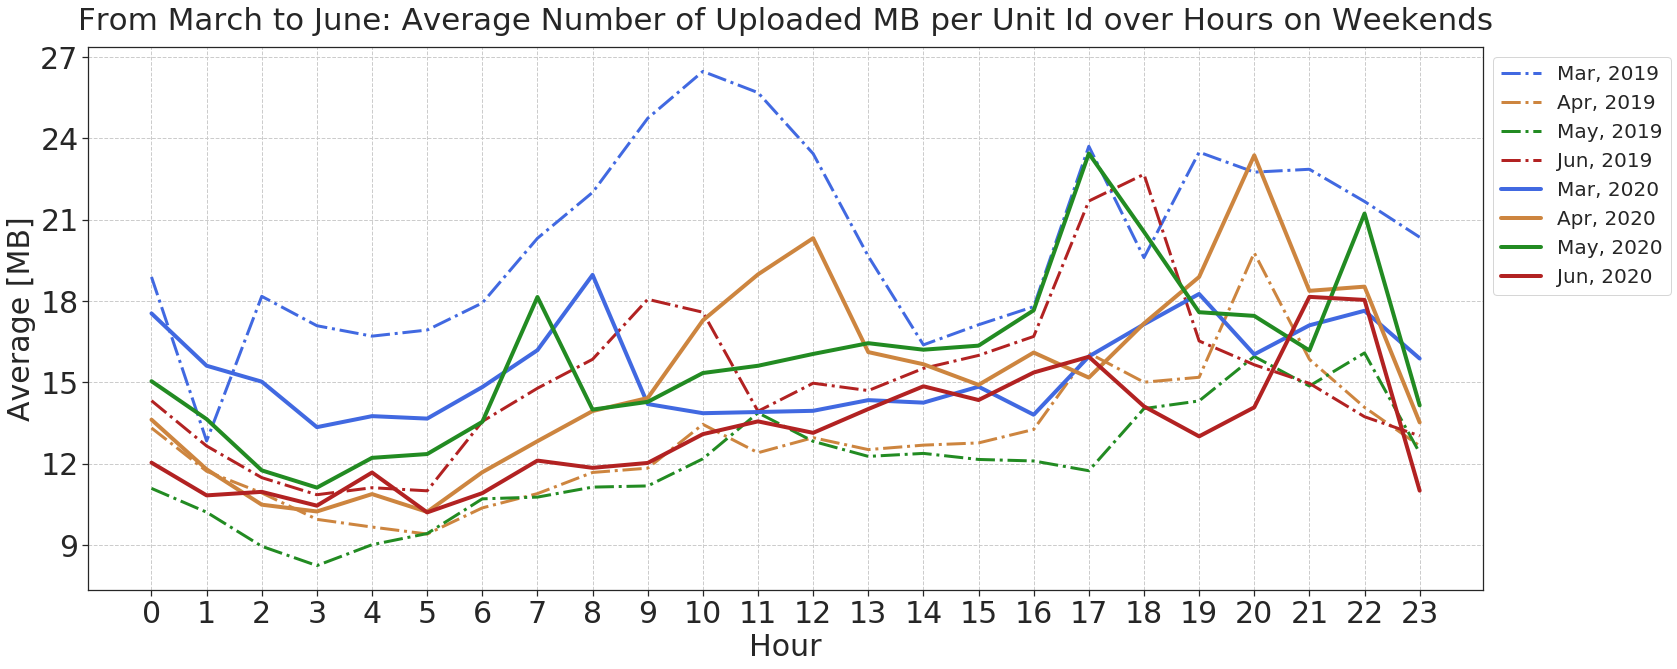 From March to June: Average Number of Uploaded MB per Unit Id over Hours on Weekends
Average [MB]
27
24
21
18
15
12
9
0 1 2 3 4 5 6 7 8 9 10 11 12 13 14 15 16 17 18 19 20 21 22 23
Hour
Mar, 2019
Apr, 2019
May, 2019
Jun, 2019
Mar, 2020
Apr, 2020
May, 2020
Jun, 2020